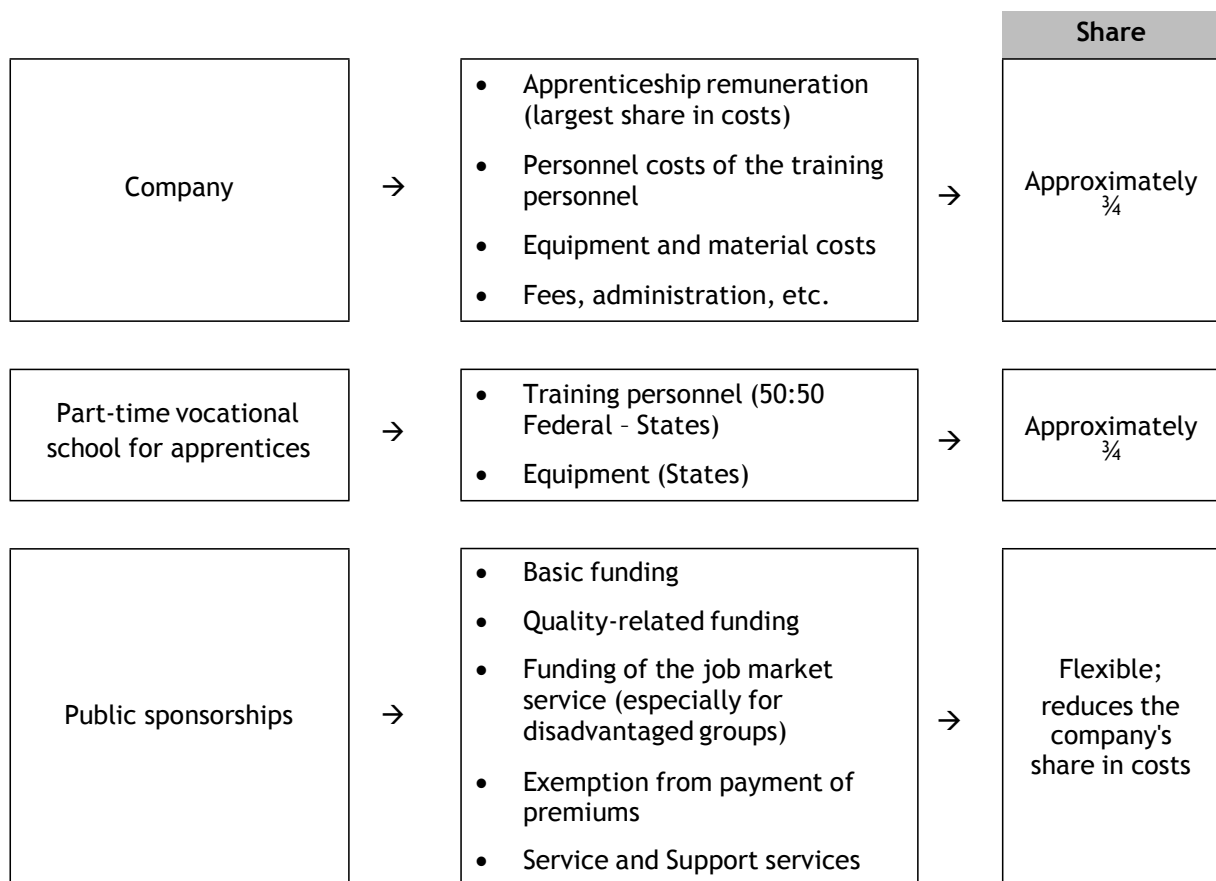 Share
Company
→
• Apprenticeship remuneration
(largest share in costs)
• Personnel costs of the training
personnel
• Equipment and material costs
• Fees, administration, etc.
→
Approximately
¾
Part-time vocational
school for apprentices
→
• Training personnel (50:50
Federal – States)
• Equipment (States)
→
Approximately
¾
Public sponsorships
→
• Basic funding
• Quality-related funding
• Funding of the job market
service (especially for
disadvantaged groups)
• Exemption from payment of
premiums
• Service and Support services
→
Flexible;
reduces the
company's
share in costs